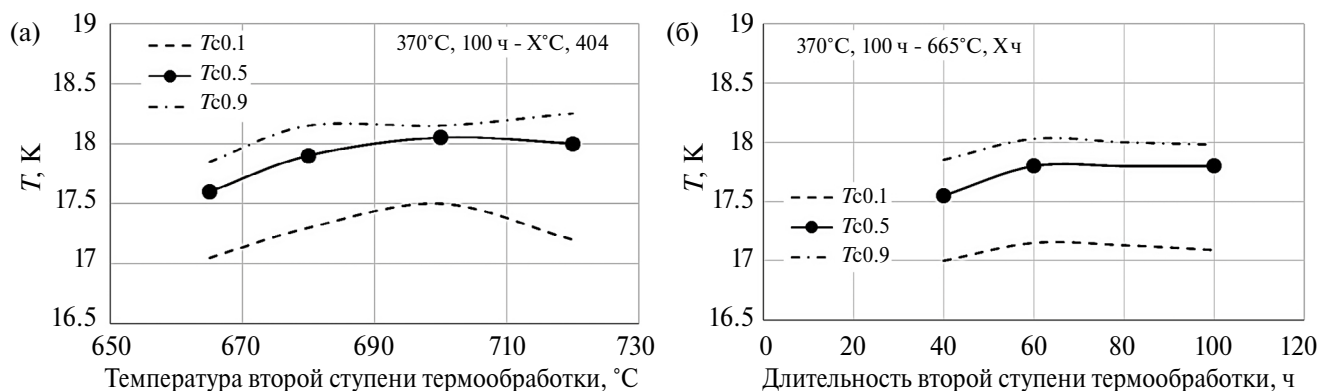 (а)
Tc0.1
Tc0.5
Tc0.9
370°C, 100 ч - X°C, 404
19
18.5
18
17.5
17
16.5
T, K
650
670
690
710
730
Температура второй ступени термообработки, °С
(б)
370°C, 100 ч - 665°C, Xч
Tc0.1
Tc0.5
Tc0.9
19
18.5
18
17.5
17
16.5
T, K
0
20
40
60
80
100
120
Длительность второй ступени термообработки, ч